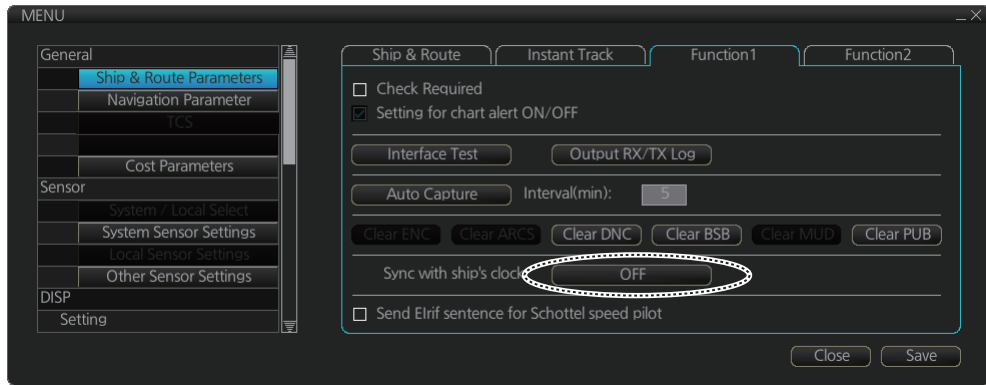 MENU
General
Ship & Route Parameters
Navigation Parameter
TCS
Cost Parameters
Sensor
System / Local Select
System Sensor Settings
Local Sensor Settings
Other Sensor Settings
DISP
Setting
Ship & Route Instant Track Function1 Function2
Check Required
Setting for chart alert ON/OFF
Interface Test Output RX/TX Log
Auto Capture Interval(min): 5
Clear ENC Clear ARCS Clear DNC Clear BSB Clear MUD Clear PUB
Sync with ship's clock OFF
Send EIrif sentence for Schottel speed pilot
Close Save